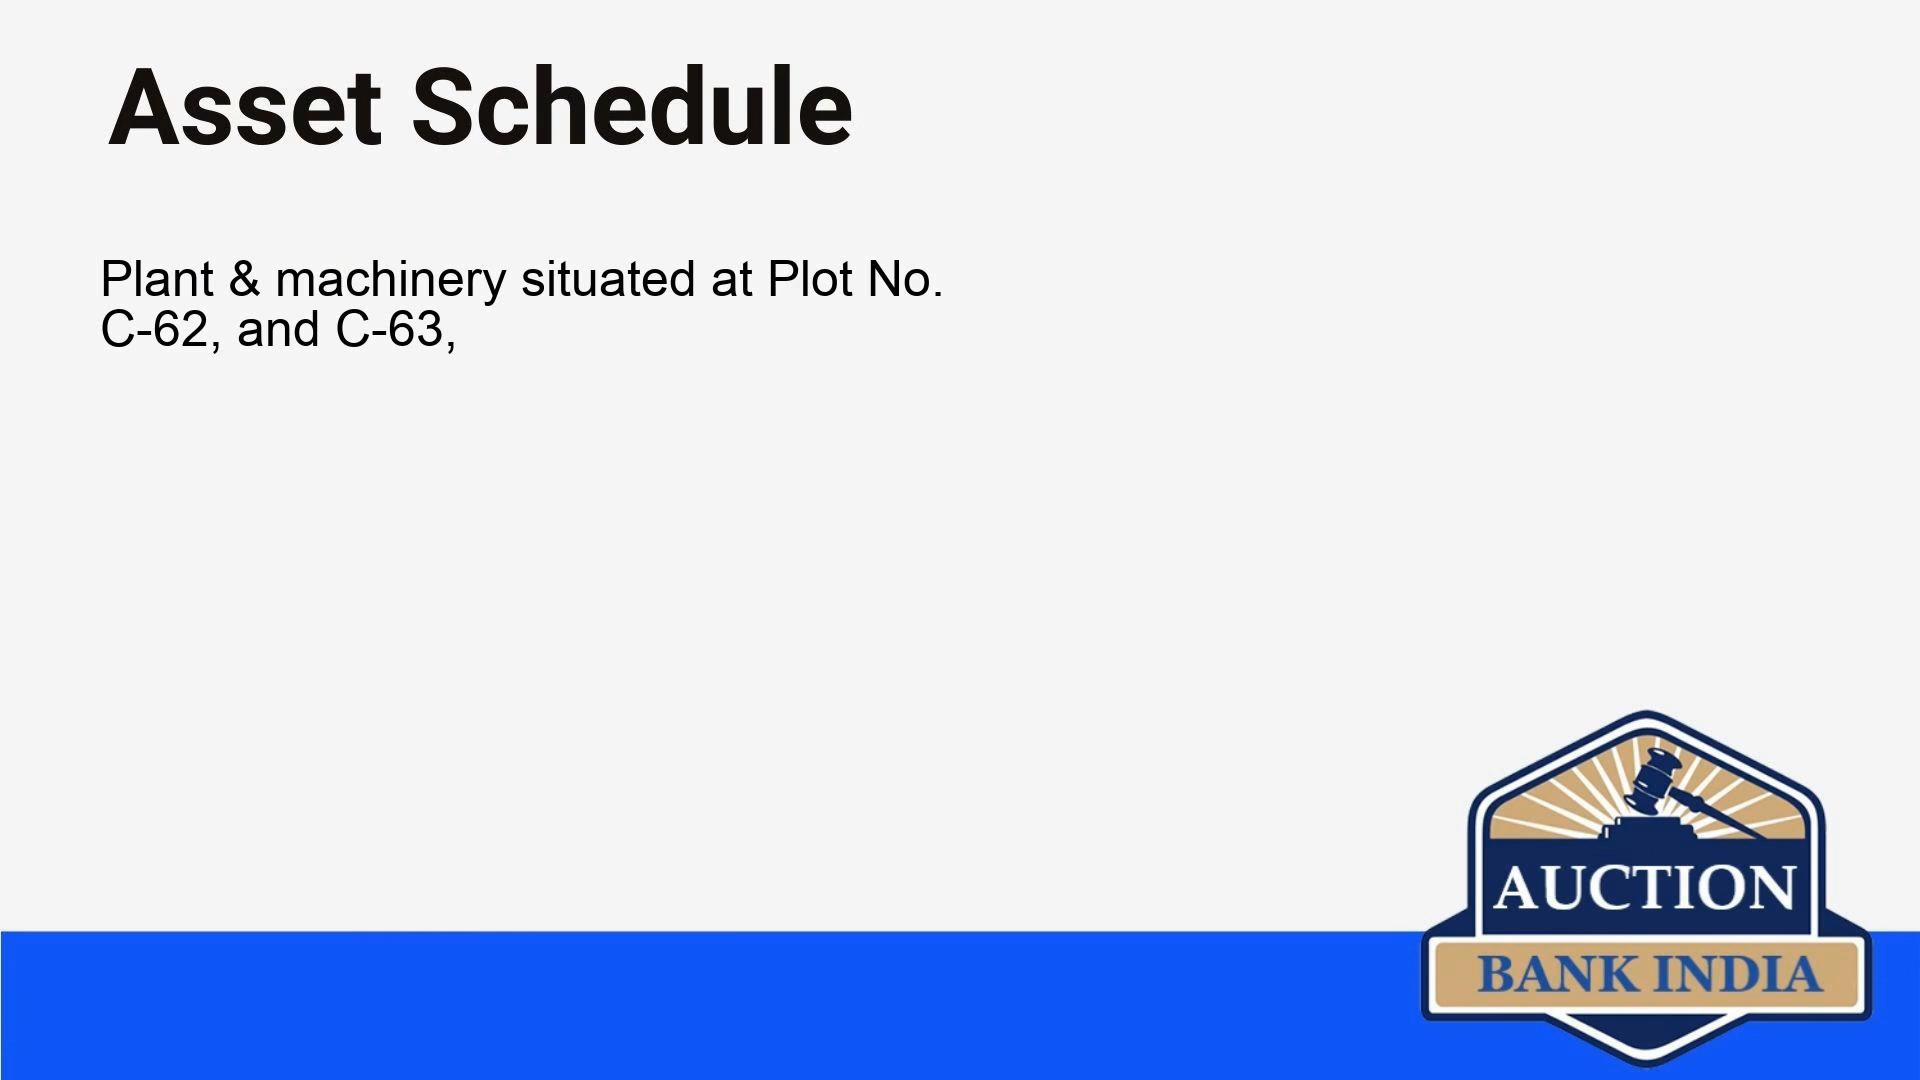 Asset Schedule
Plant & machinery situated at Plot No.
C-62, and C-63,
AUCTION
BANK INDIA